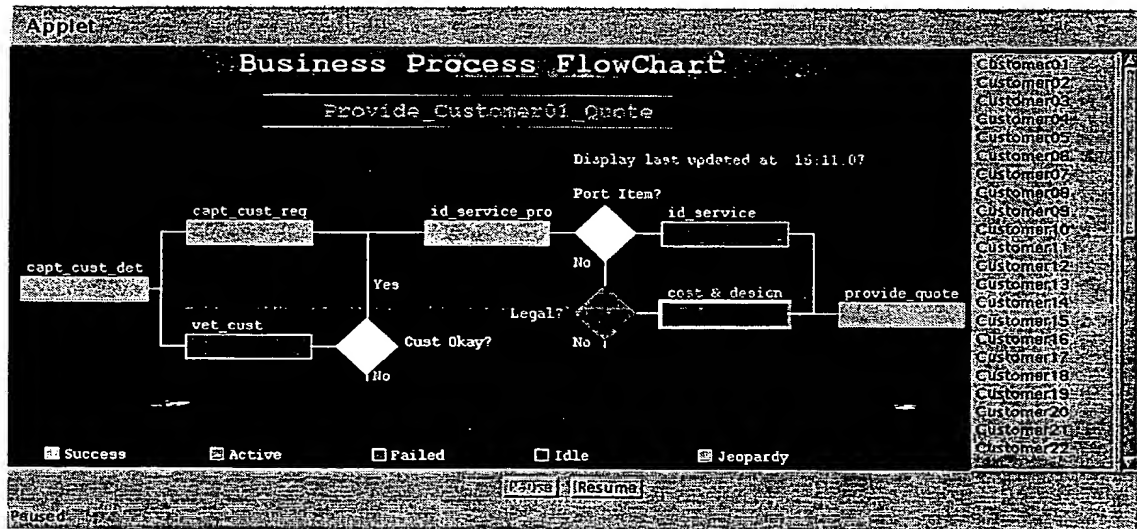 Applet
Business Process FlowChart
Provide_Customer01_Quote
Display last updated at 16:11.07
Port Item?
capt_cust_req
id_service_pro
id_service
No
capt_cust_det
Yes
cost & design
provide_quote
Legal?
vet_cust
Cust Okay?
No
No
Success
Active
Failed
Idle
Jeopardy
Customer01
Customer02
Customer03
Customer04
Customer05
Customer06
Customer07
Customer08
Customer09
Customer10
Customer11
Customer12
Customer13
Customer14
Customer15
Customer16
Customer17
Customer18
Customer19
Customer20
Customer21
Customer22
Pause
Resume
Paused